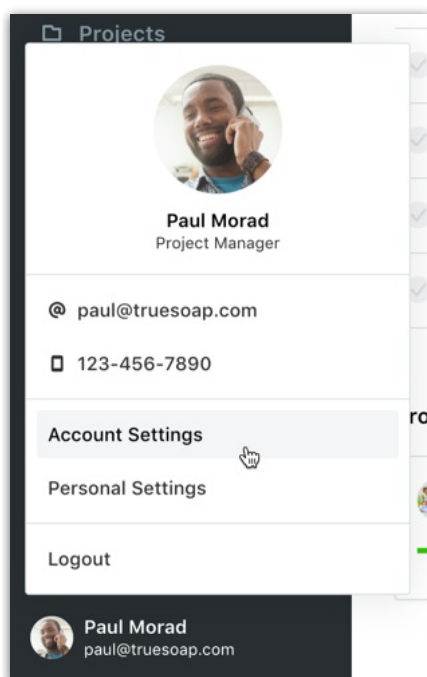 Projects
Paul Morad
Project Manager
paul@truesoap.com
123-456-7890
Account Settings
Personal Settings
Logout
Paul Morad
paul@truesoap.com